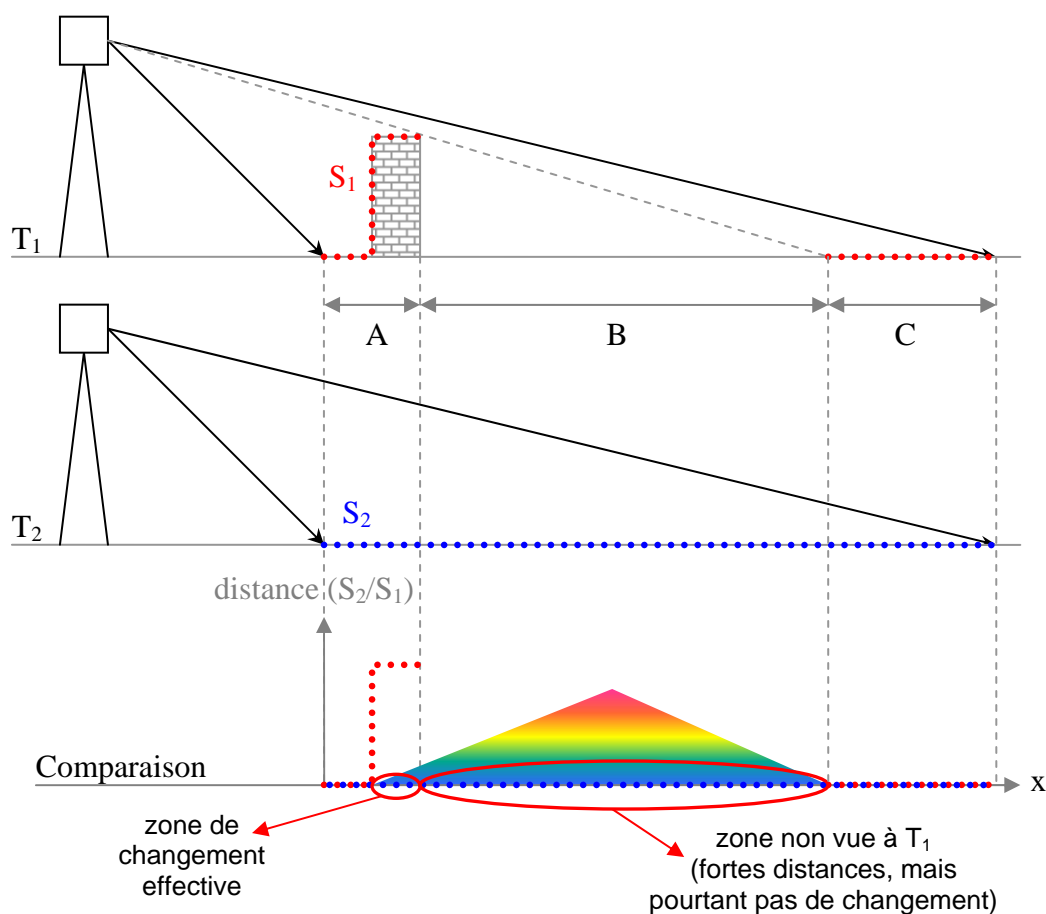 S₁
T₁
A
B
C
S₂
T₂
distance (S₂/S₁)
Comparaison
x
zone de
changement
effective
zone non vue à T₁
(fortes distances, mais
pourtant pas de changement)